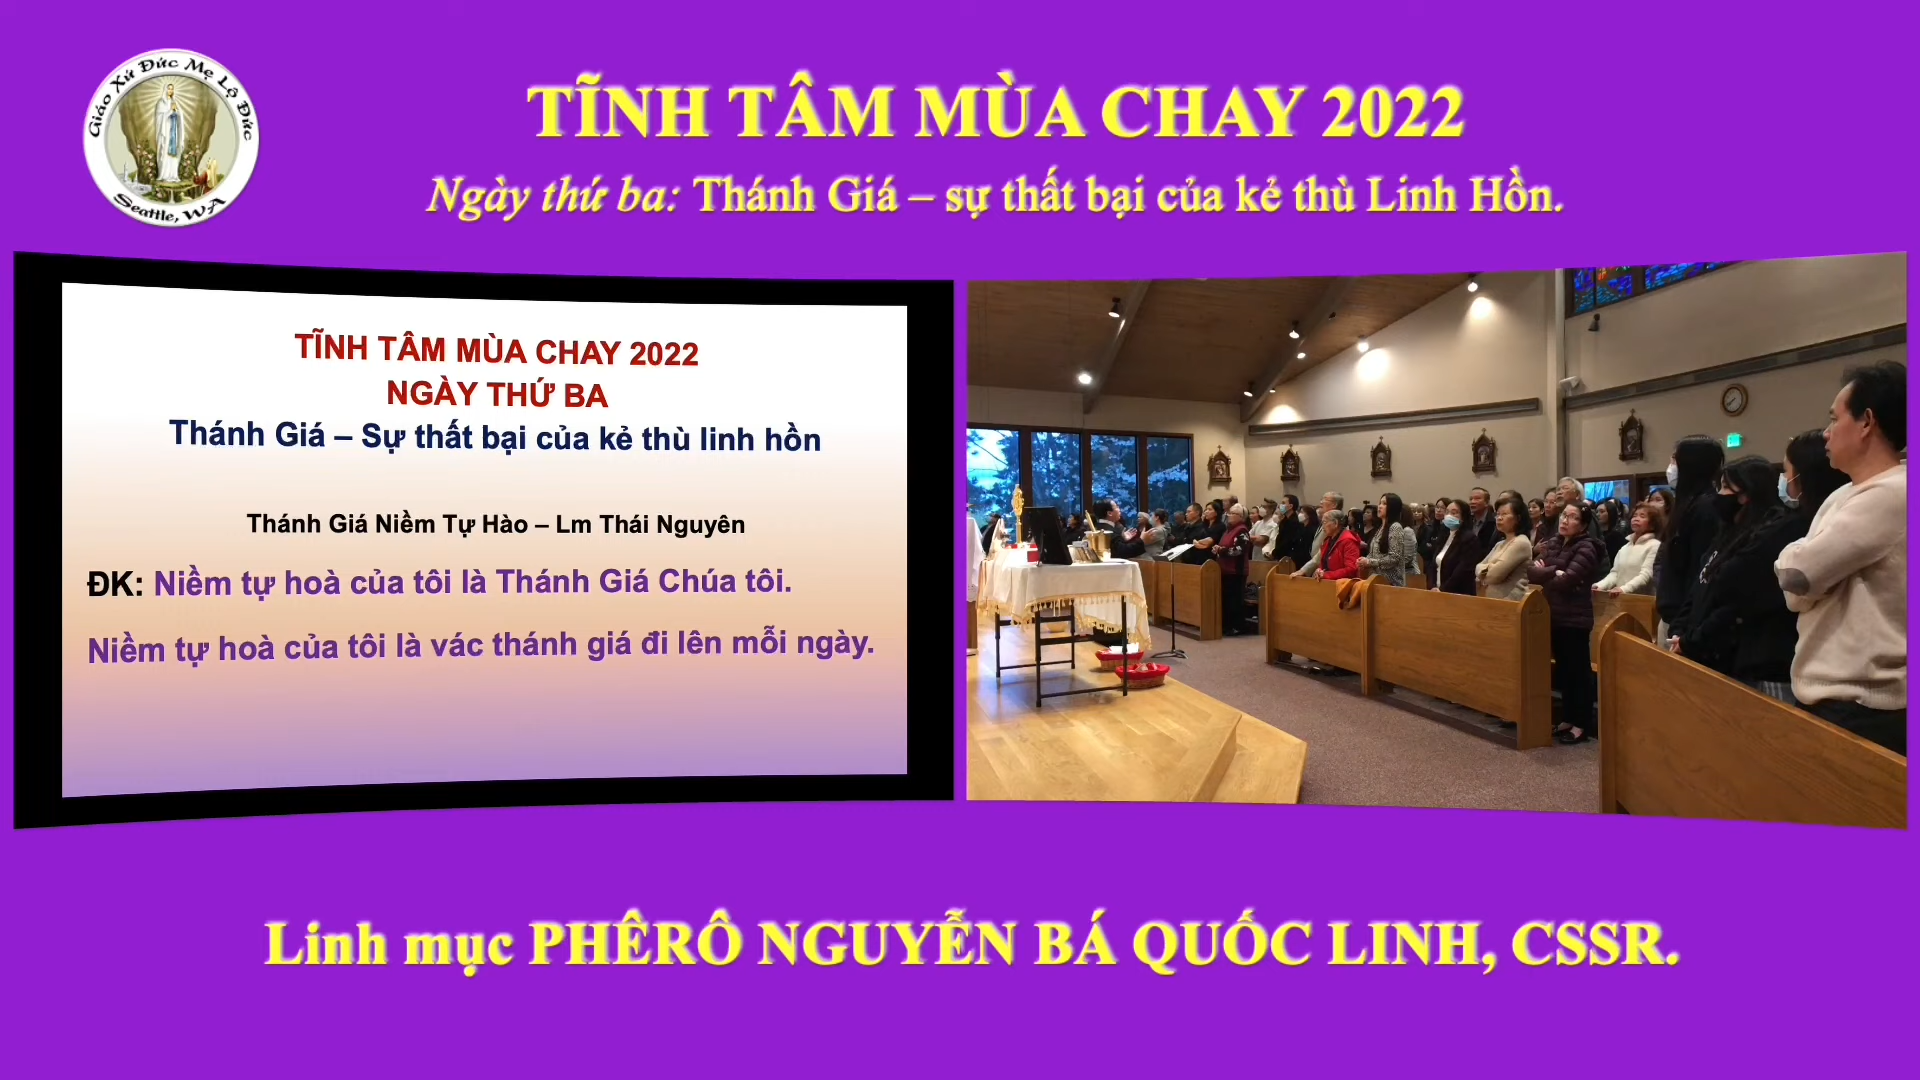 Giáo Xứ Đức Mẹ Lộ Đức
Seattle, WA
TĨNH TÂM MÙA CHAY 2022
Ngày thứ ba: Thánh Giá – sự thất bại của kẻ thù Linh Hồn.
TĨNH TÂM MÙA CHAY 2022
NGÀY THỨ BA
Thánh Giá – Sự thất bại của kẻ thù linh hồn
Thánh Giá Niềm Tự Hào – Lm Thái Nguyên
ĐK: Niềm tự hoà của tôi là Thánh Giá Chúa tôi.
Niềm tự hoà của tôi là vác thánh giá đi lên mỗi ngày.
Linh mục PHÊRÔ NGUYỄN BÁ QUỐC LINH, CSSR.